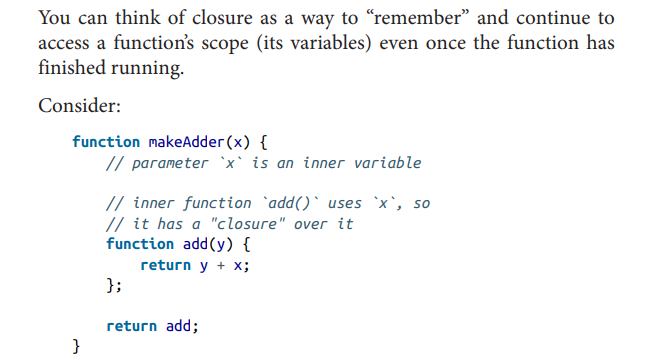 You can think of closure as a way to “remember” and continue to
access a function’s scope (its variables) even once the function has
finished running.
Consider:
function makeAdder(x) {
// parameter `x` is an inner variable
// inner function `add()` uses `x`, so
// it has a "closure" over it
function add(y) {
return y + x;
};
return add;
}